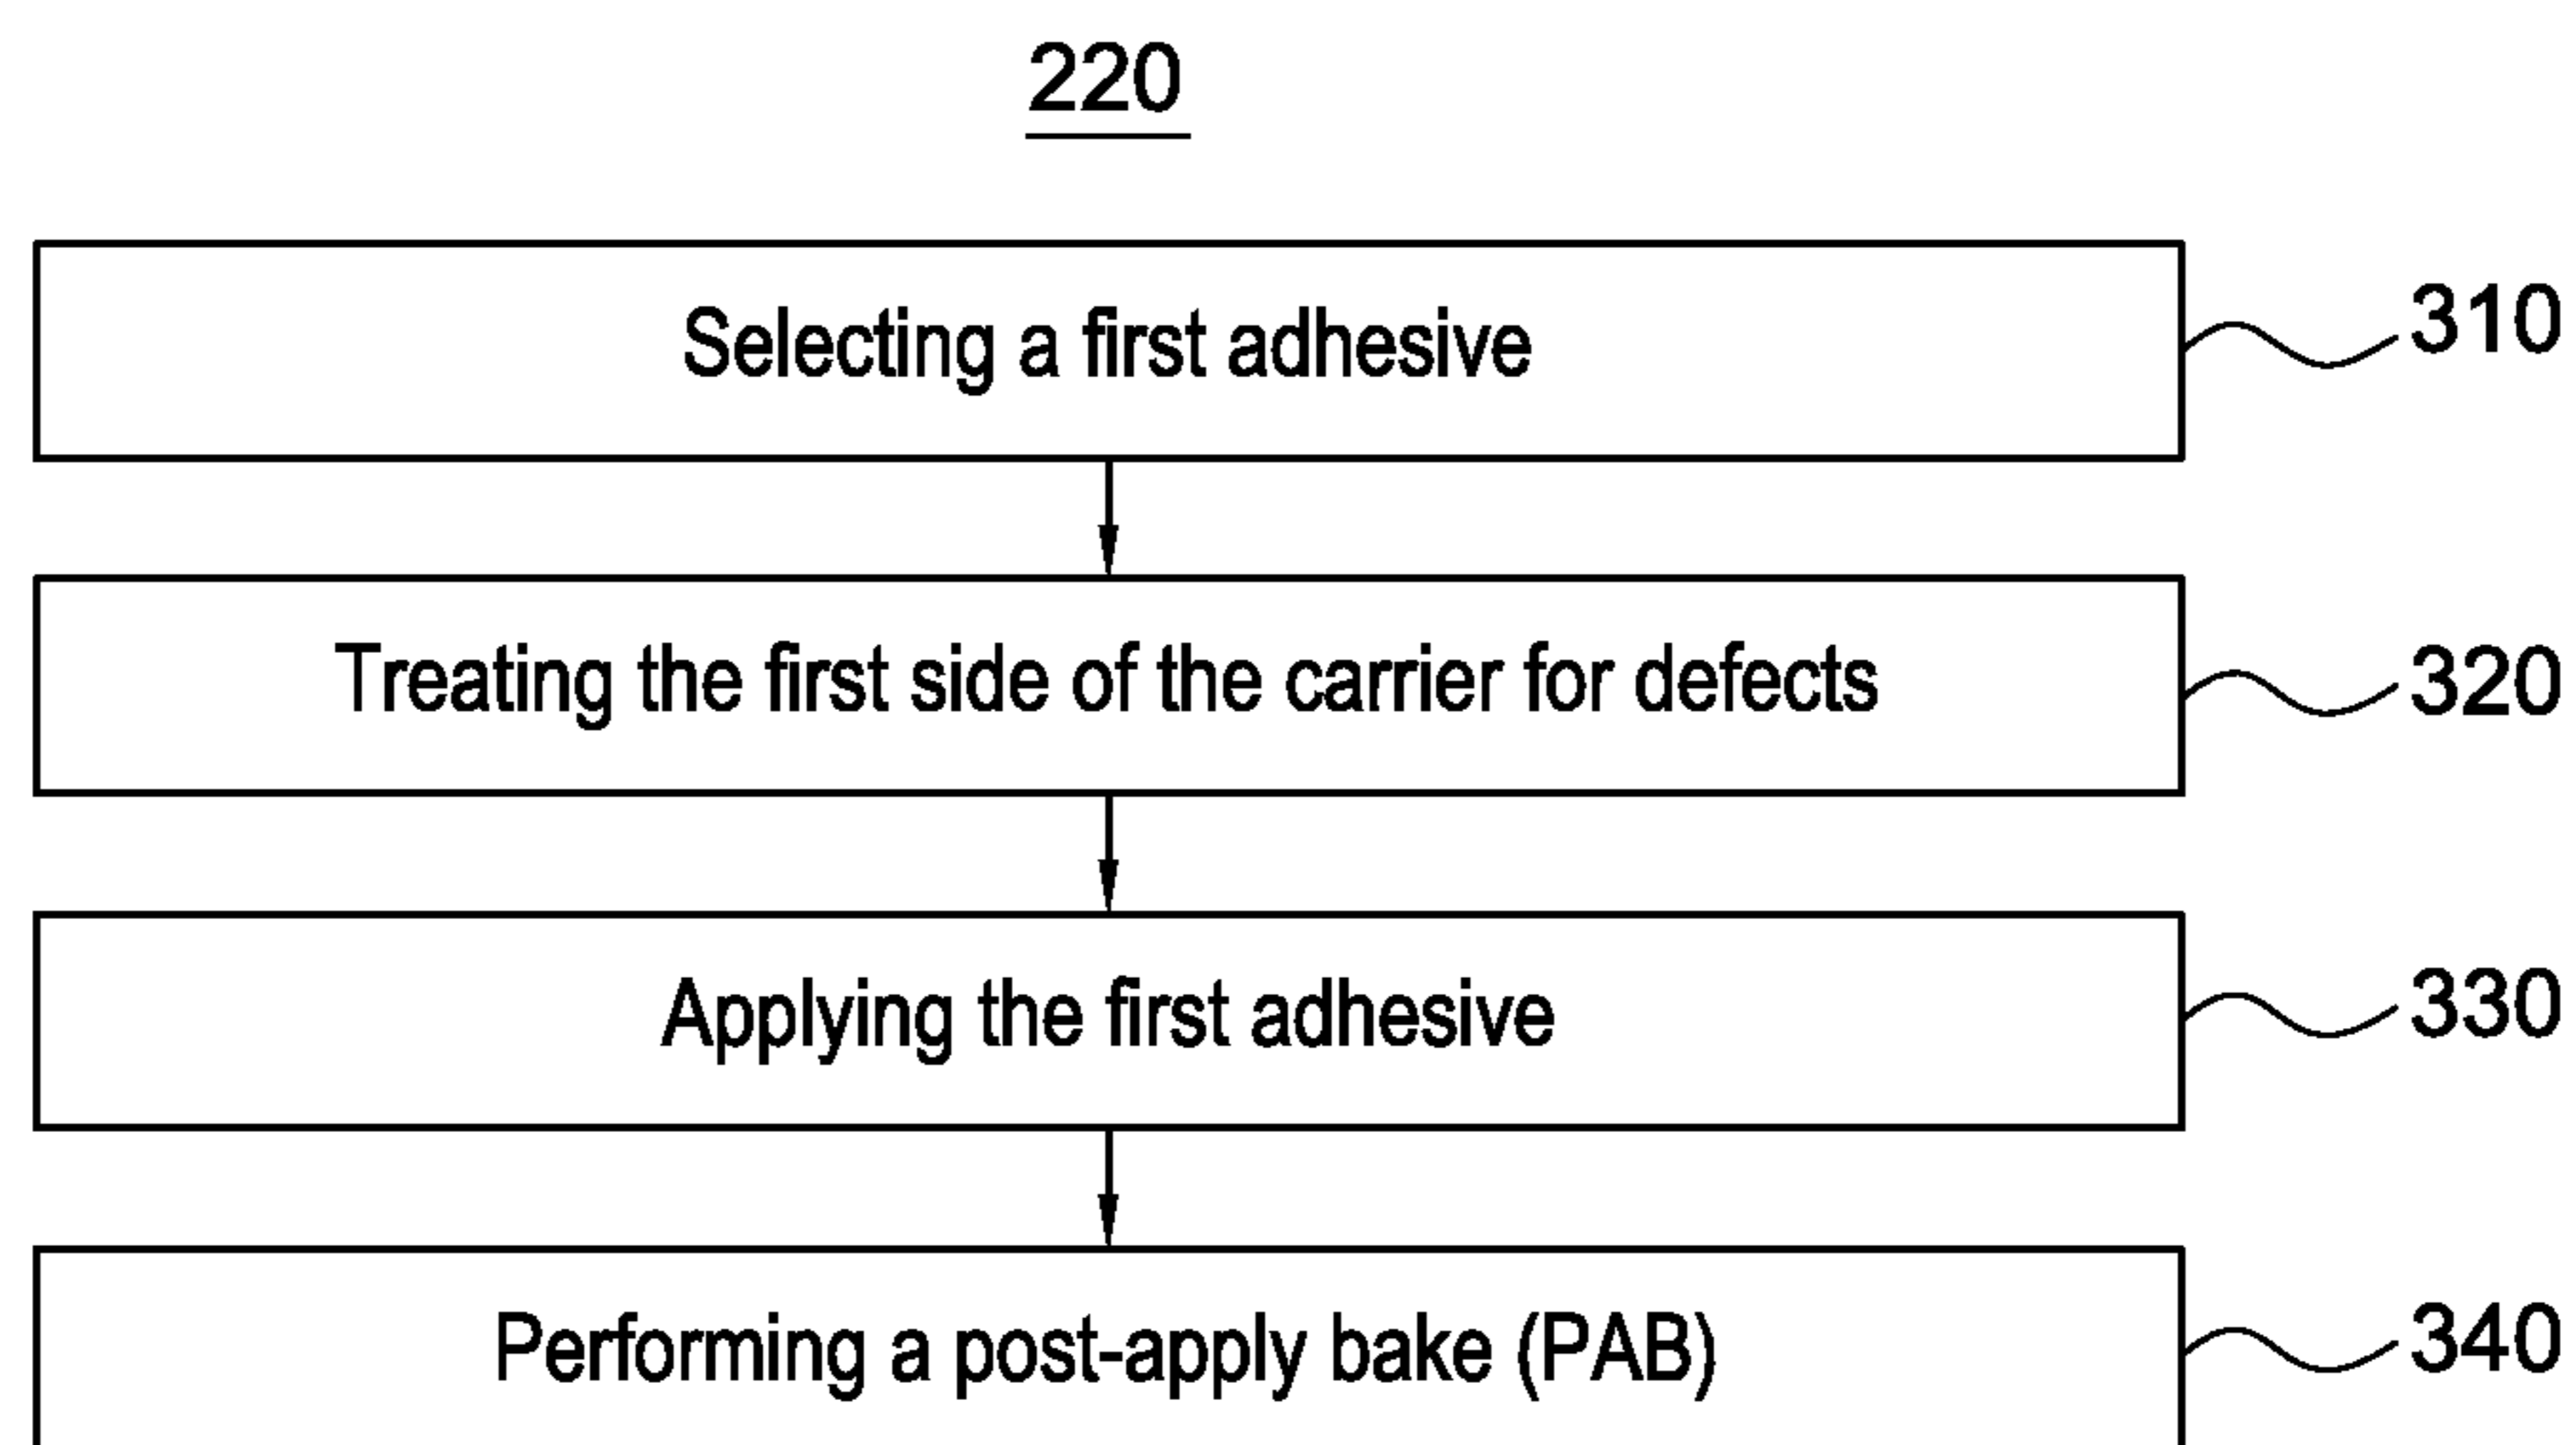 220
Selecting a first adhesive 310
Treating the first side of the carrier for defects 320
Applying the first adhesive 330
Performing a post-apply bake (PAB) 340